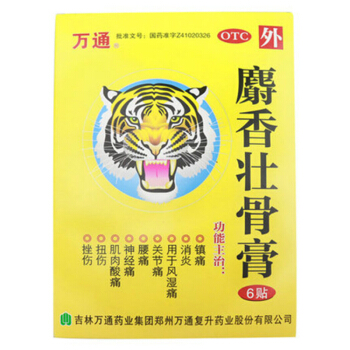 万通®
批准文号：国药准字Z41020326
OTC
外
麝香壮骨膏
6贴
功能主治：
镇痛
消炎
用于风湿痛
关节痛
腰痛
神经痛
肌肉酸痛
扭伤
挫伤
吉林万通药业集团郑州万通复升药业股份有限公司